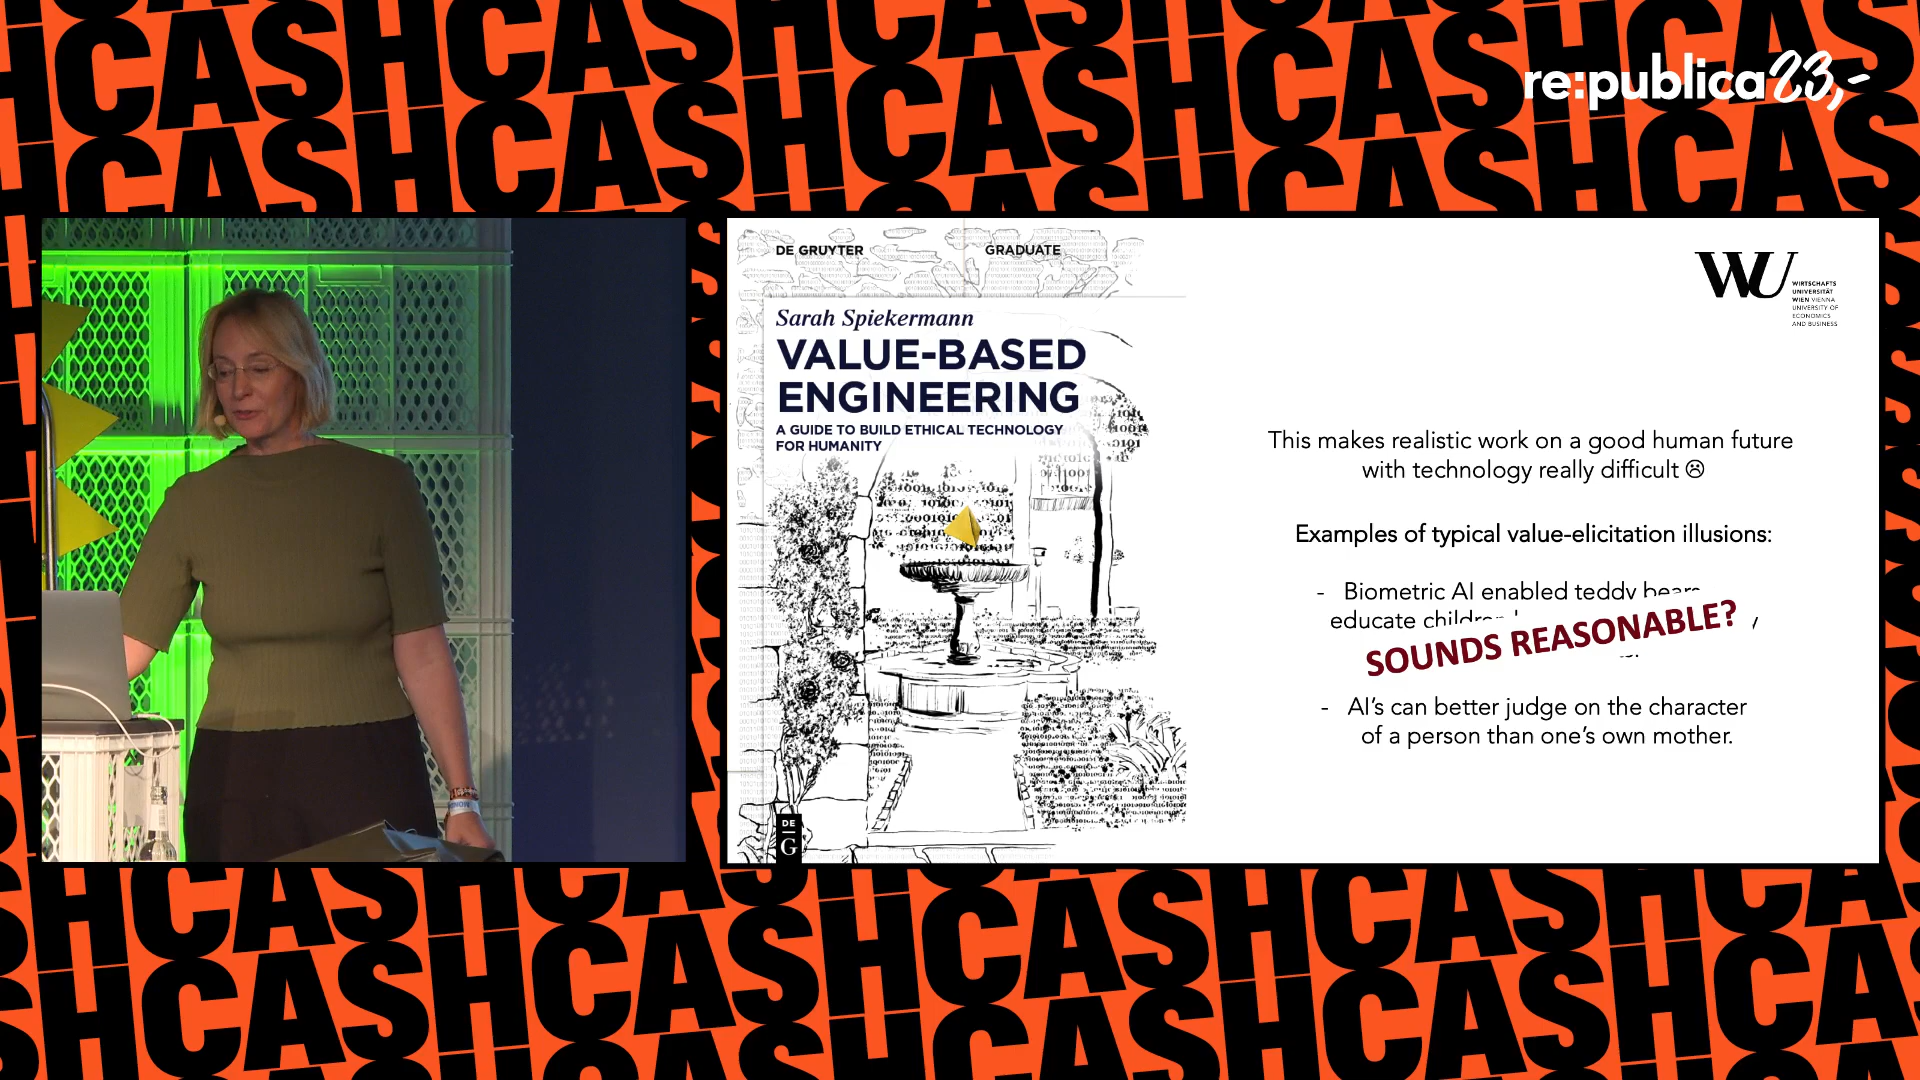 re:publica23,-
DE GRUYTER GRADUATE
Sarah Spiekermann
VALUE-BASED
ENGINEERING
A GUIDE TO BUILD ETHICAL TECHNOLOGY
FOR HUMANITY
DE
G
WU
WIRTSCHAFTS
UNIVERSITÄT
WIEN VIENNA
UNIVERSITY OF
ECONOMICS
AND BUSINESS
This makes realistic work on a good human future
with technology really difficult ☹
Examples of typical value-elicitation illusions:
- Biometric AI enabled teddy bears
educate children
SOUNDS REASONABLE?
- AI's can better judge on the character
of a person than one's own mother.
CASHCASHCASHCASH